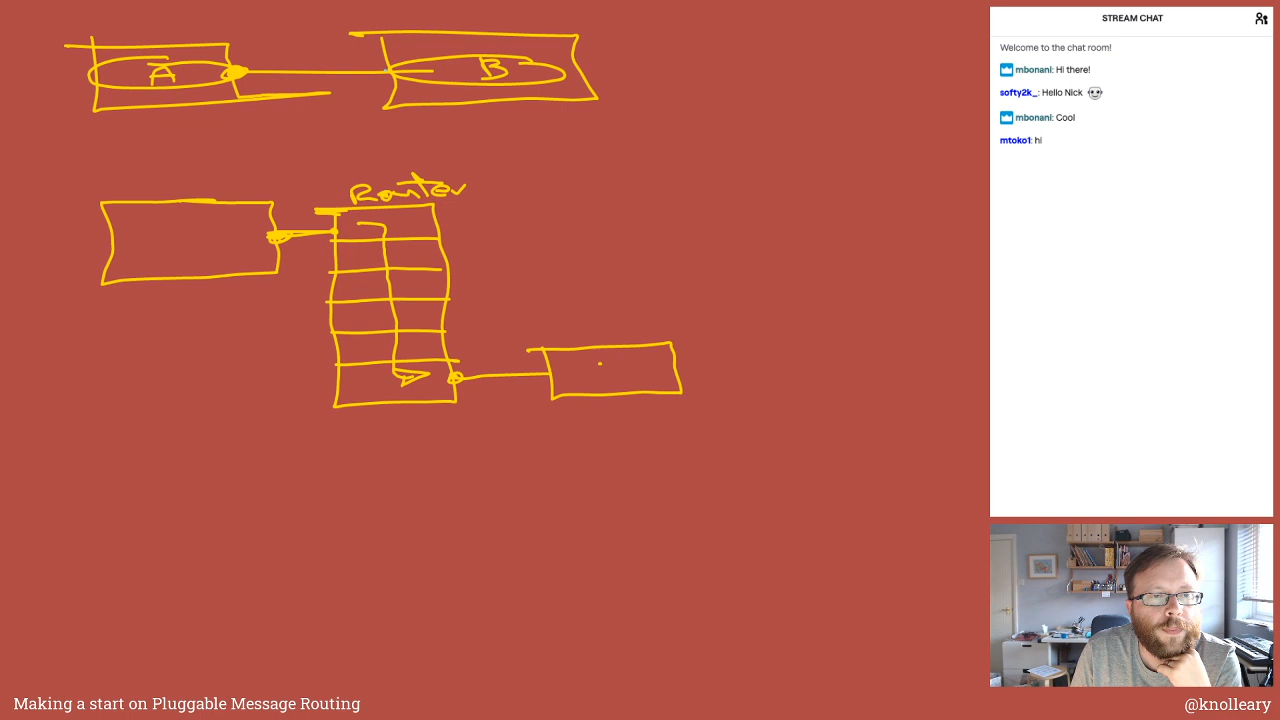 A
B
Router
STREAM CHAT
Welcome to the chat room!
mbonani: Hi there!
softy2k_: Hello Nick
mbonani: Cool
mtoko1: hi
Making a start on Pluggable Message Routing
@knolleary